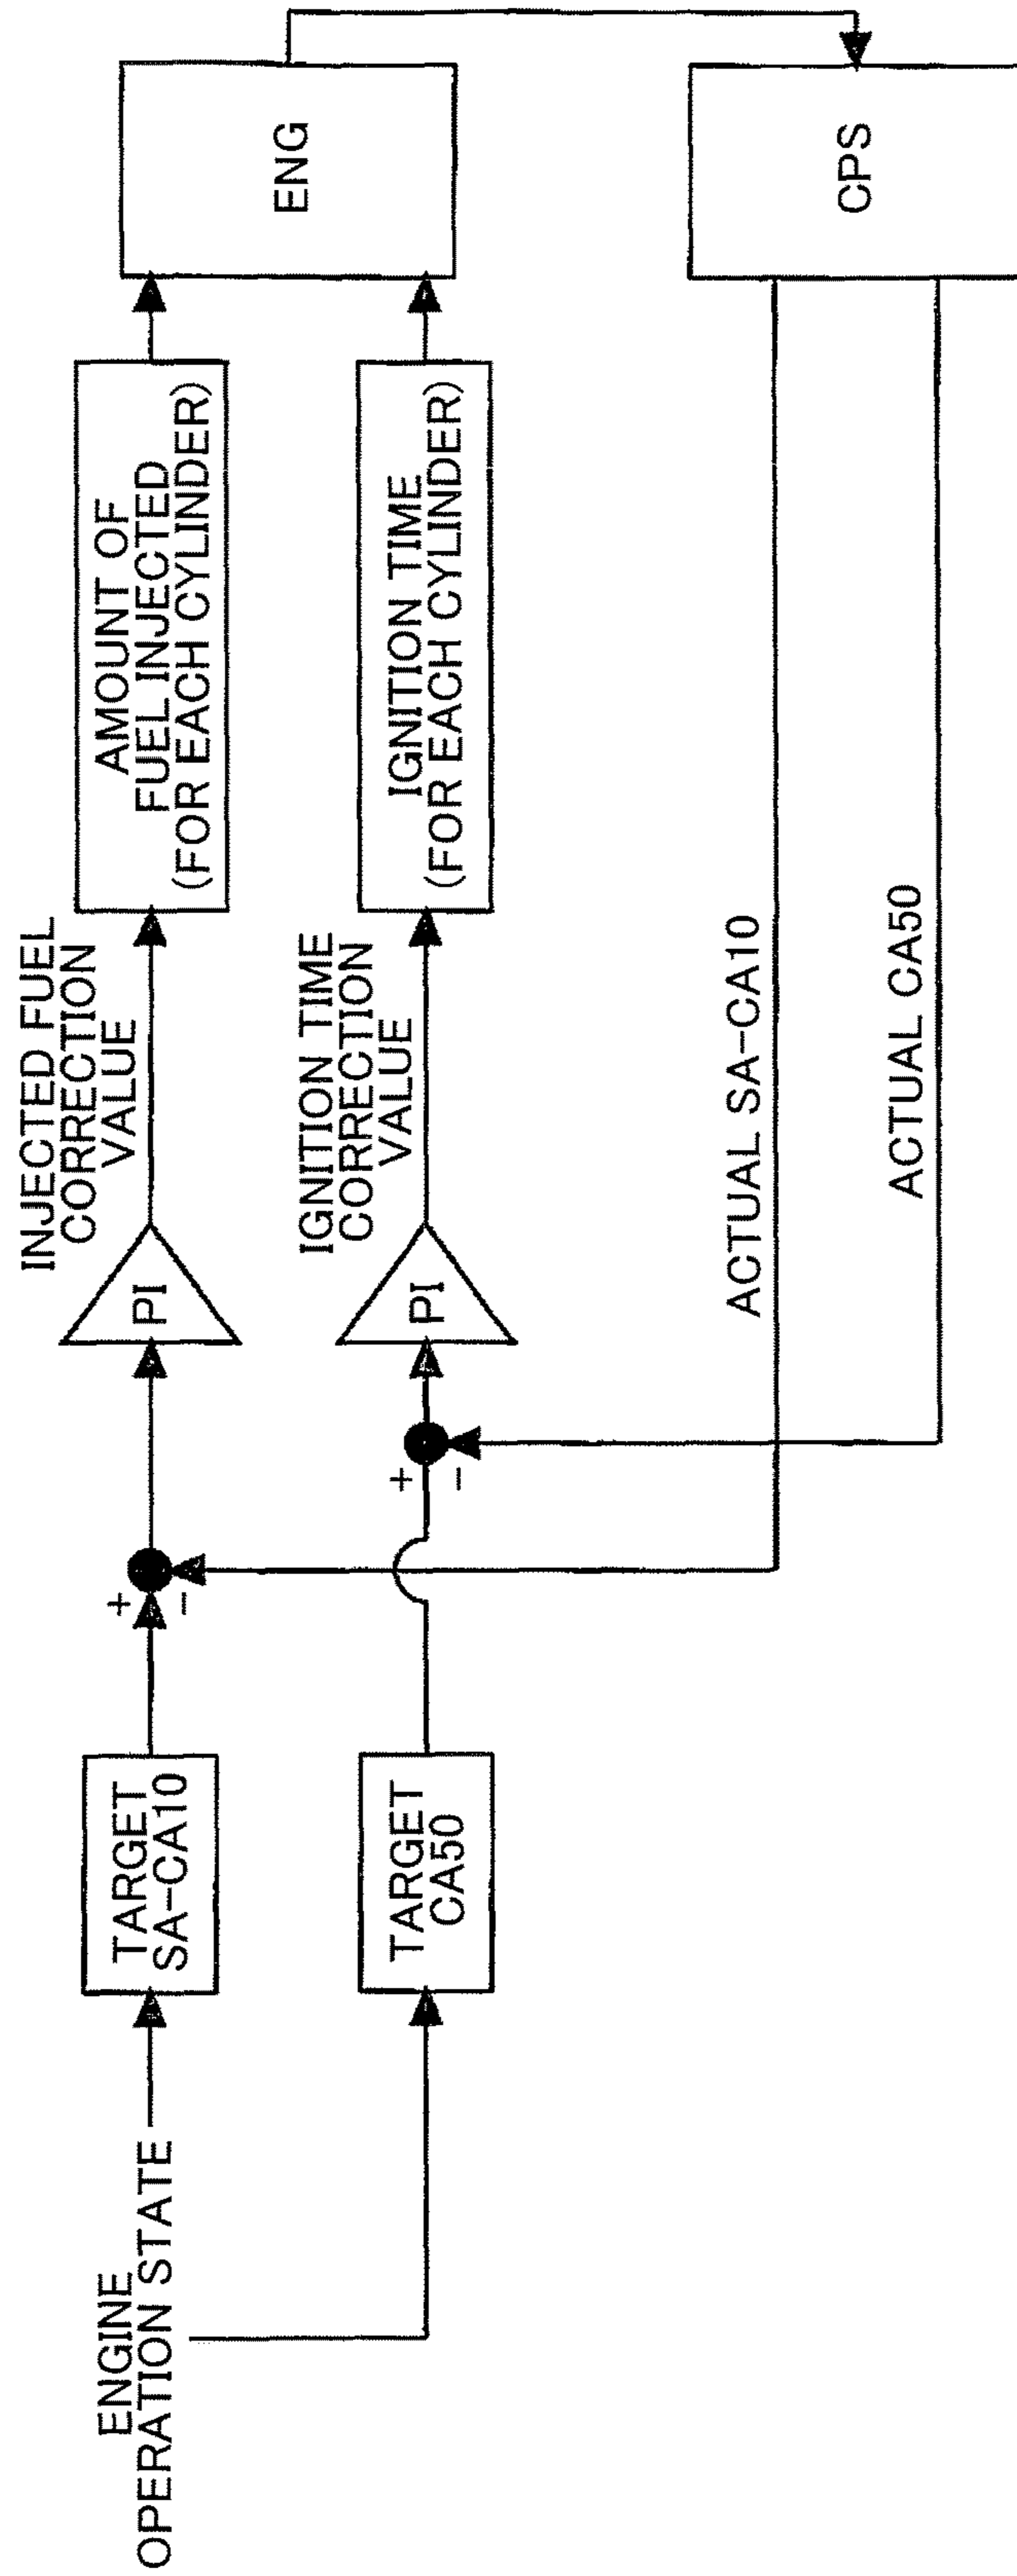 ENGINE
OPERATION STATE
TARGET
SA-CA10
TARGET
CA50
+
-
+
-
PI
PI
INJECTED FUEL
CORRECTION
VALUE
IGNITION TIME
CORRECTION
VALUE
AMOUNT OF
FUEL INJECTED
(FOR EACH CYLINDER)
IGNITION TIME
(FOR EACH CYLINDER)
ENG
CPS
ACTUAL SA-CA10
ACTUAL CA50